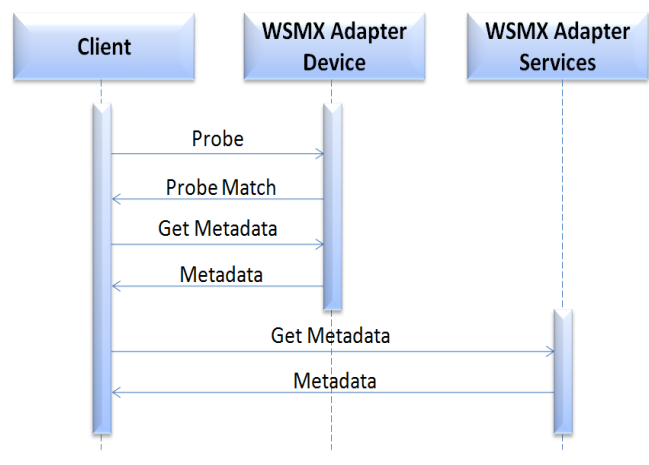 Client
WSMX Adapter
Device
WSMX Adapter
Services
Probe
Probe Match
Get Metadata
Metadata
Get Metadata
Metadata